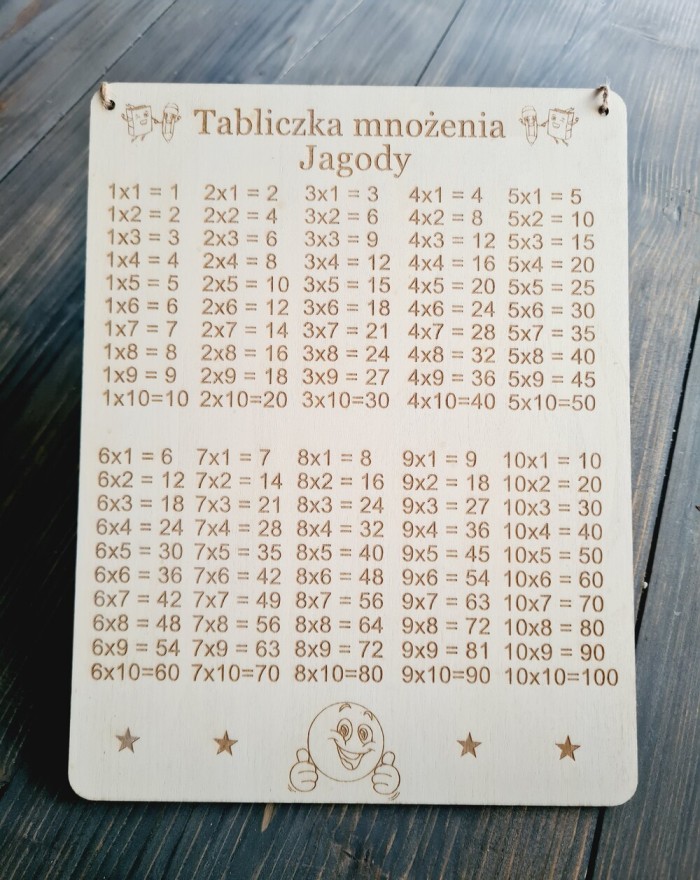 Tabliczka mnożenia
Jagody
1x1 = 1 2x1 = 2 3x1 = 3 4x1 = 4 5x1 = 5
1x2 = 2 2x2 = 4 3x2 = 6 4x2 = 8 5x2 = 10
1x3 = 3 2x3 = 6 3x3 = 9 4x3 = 12 5x3 = 15
1x4 = 4 2x4 = 8 3x4 = 12 4x4 = 16 5x4 = 20
1x5 = 5 2x5 = 10 3x5 = 15 4x5 = 20 5x5 = 25
1x6 = 6 2x6 = 12 3x6 = 18 4x6 = 24 5x6 = 30
1x7 = 7 2x7 = 14 3x7 = 21 4x7 = 28 5x7 = 35
1x8 = 8 2x8 = 16 3x8 = 24 4x8 = 32 5x8 = 40
1x9 = 9 2x9 = 18 3x9 = 27 4x9 = 36 5x9 = 45
1x10=10 2x10=20 3x10=30 4x10=40 5x10=50
6x1 = 6 7x1 = 7 8x1 = 8 9x1 = 9 10x1 = 10
6x2 = 12 7x2 = 14 8x2 = 16 9x2 = 18 10x2 = 20
6x3 = 18 7x3 = 21 8x3 = 24 9x3 = 27 10x3 = 30
6x4 = 24 7x4 = 28 8x4 = 32 9x4 = 36 10x4 = 40
6x5 = 30 7x5 = 35 8x5 = 40 9x5 = 45 10x5 = 50
6x6 = 36 7x6 = 42 8x6 = 48 9x6 = 54 10x6 = 60
6x7 = 42 7x7 = 49 8x7 = 56 9x7 = 63 10x7 = 70
6x8 = 48 7x8 = 56 8x8 = 64 9x8 = 72 10x8 = 80
6x9 = 54 7x9 = 63 8x9 = 72 9x9 = 81 10x9 = 90
6x10=60 7x10=70 8x10=80 9x10=90 10x10=100